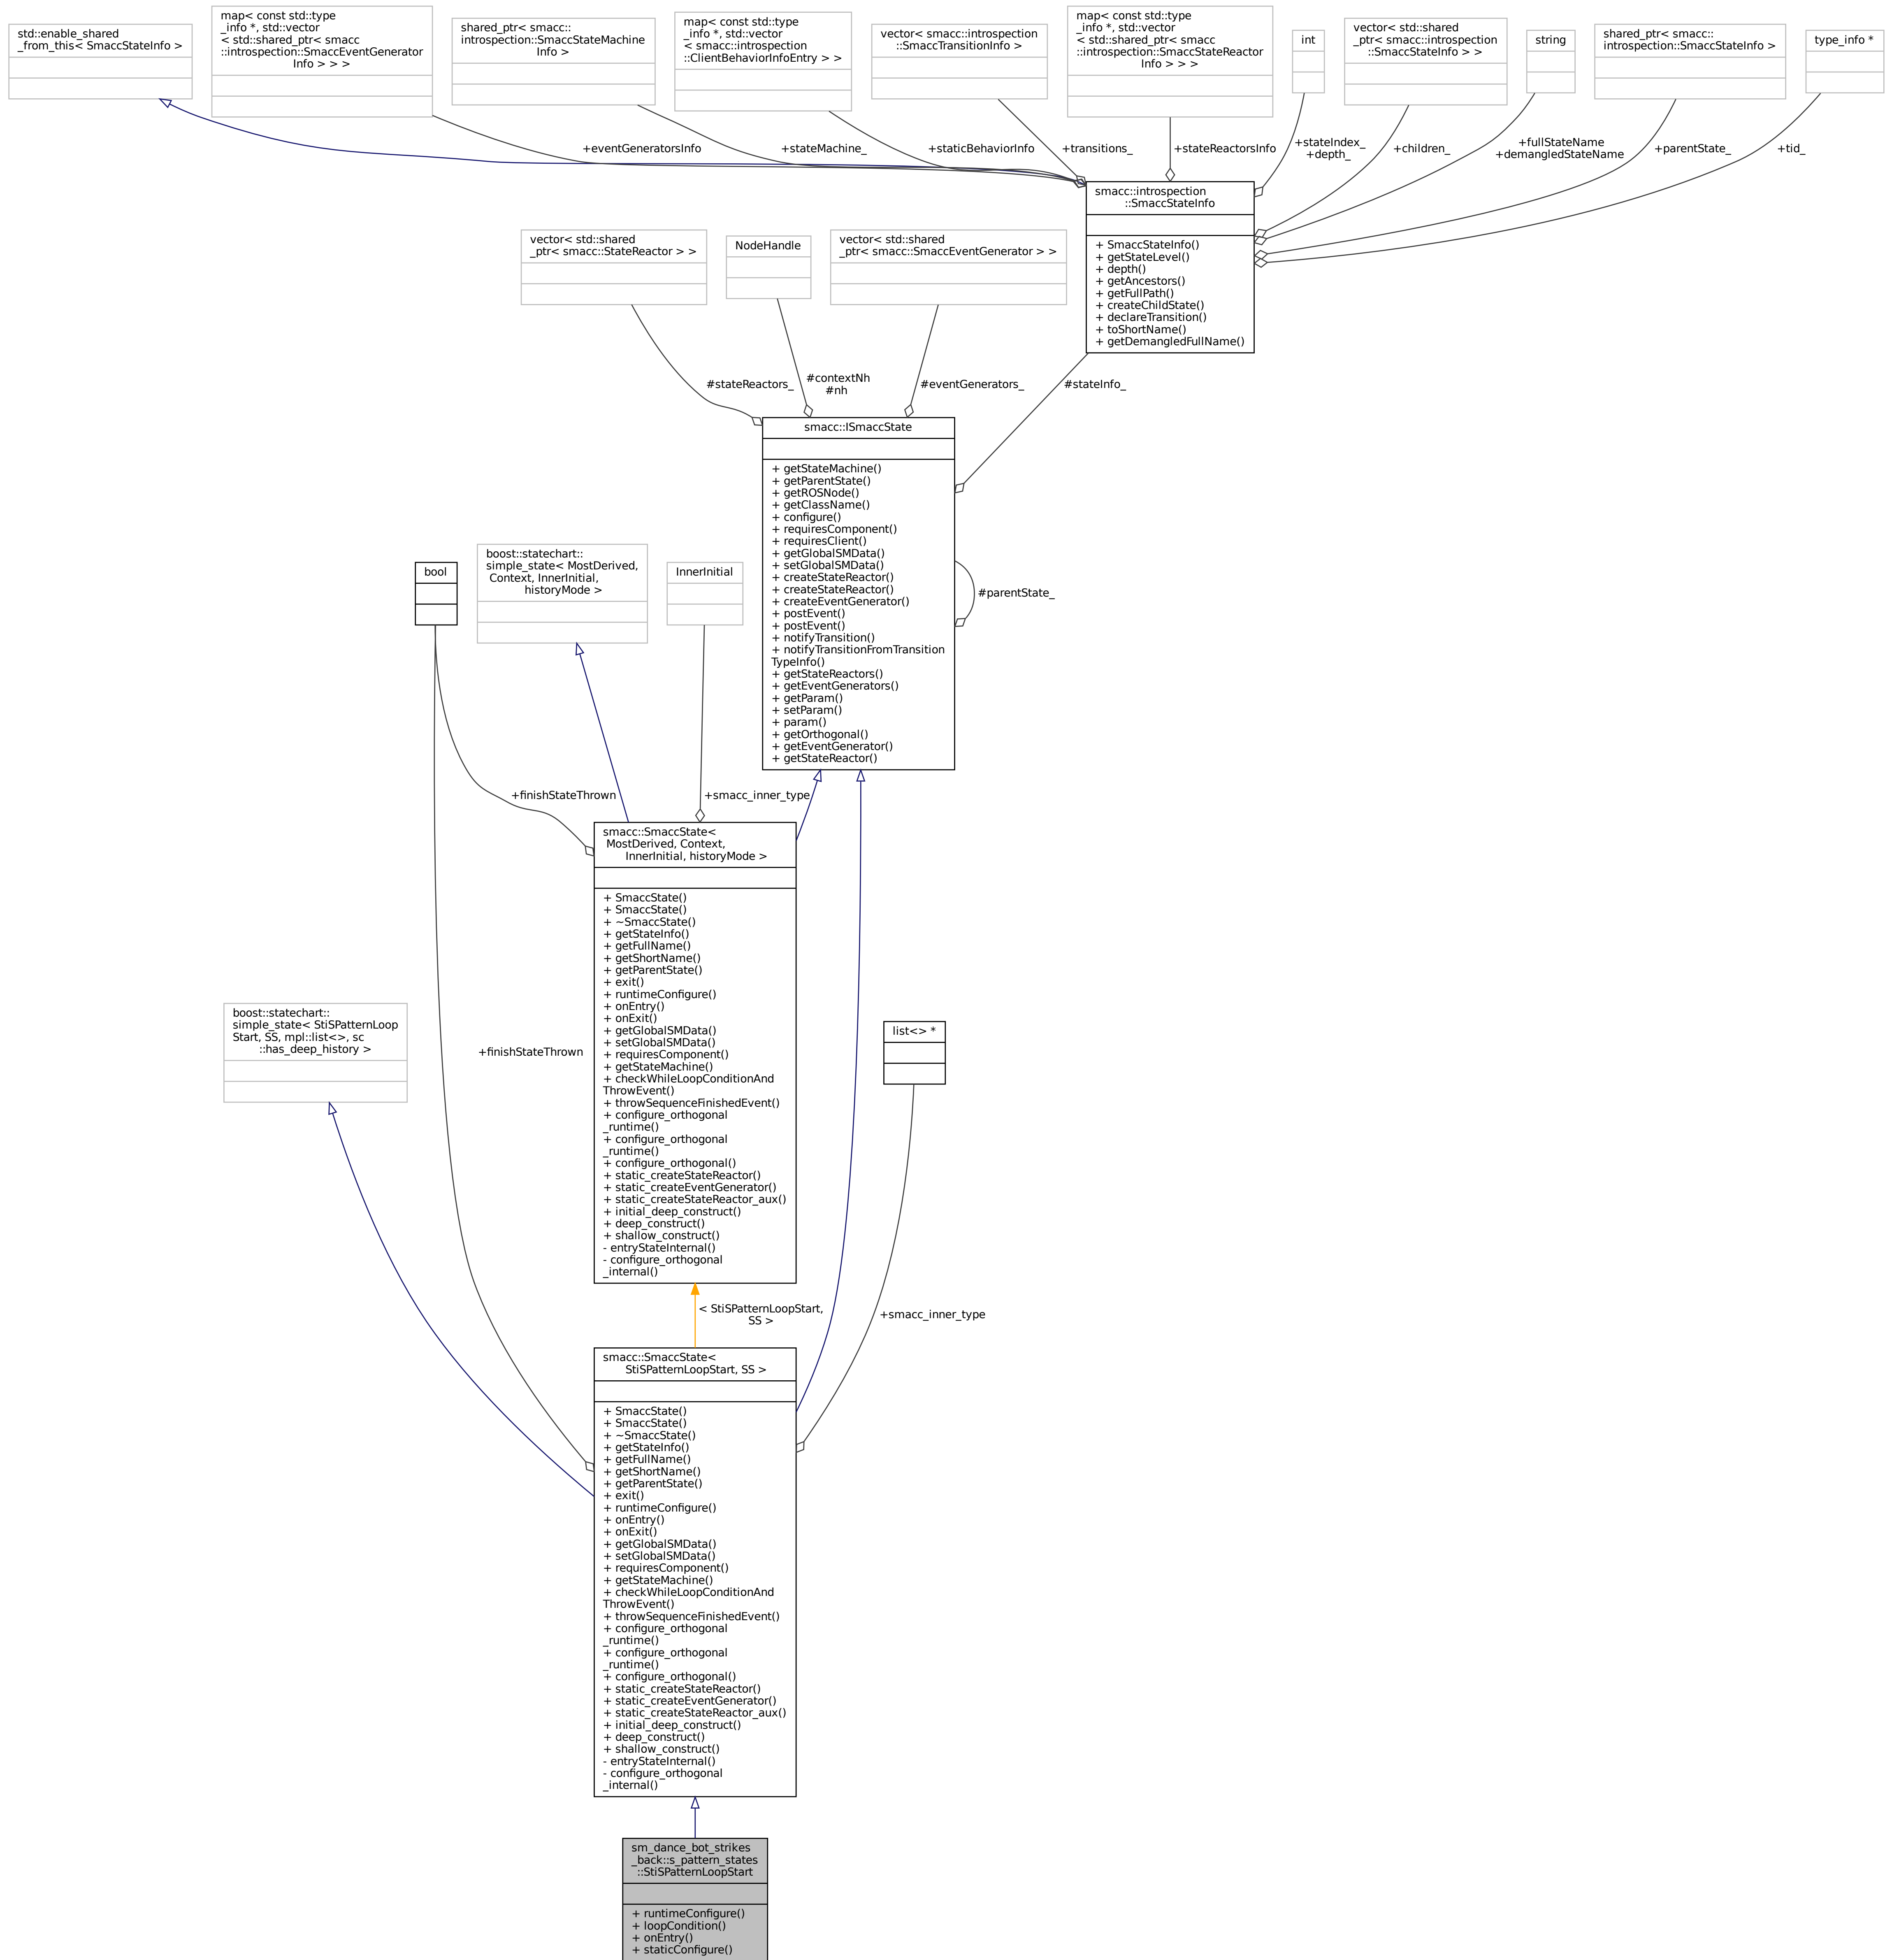 std::enable_shared
_from_this< SmaccStateInfo >
map< const std::type
_info *, std::vector
< std::shared_ptr< smacc
::introspection::SmaccEventGenerator
Info > > >
shared_ptr< smacc::
introspection::SmaccStateMachine
Info >
map< const std::type
_info *, std::vector
< smacc::introspection
::ClientBehaviorInfoEntry > >
vector< smacc::introspection
::SmaccTransitionInfo >
map< const std::type
_info *, std::vector
< std::shared_ptr< smacc
::introspection::SmaccStateReactor
Info > > >
int
vector< std::shared
_ptr< smacc::introspection
::SmaccStateInfo > >
string
shared_ptr< smacc::
introspection::SmaccStateInfo >
type_info *
+eventGeneratorsInfo
+stateMachine_
+staticBehaviorInfo
+transitions_
+stateReactorsInfo
+stateIndex_
+depth_
+children_
+fullStateName
+demangledStateName
+parentState_
+tid_
smacc::introspection
::SmaccStateInfo
+ SmaccStateInfo()
+ getStateLevel()
+ depth()
+ getAncestors()
+ getFullPath()
+ createChildState()
+ declareTransition()
+ toShortName()
+ getDemangledFullName()
vector< std::shared
_ptr< smacc::StateReactor > >
NodeHandle
vector< std::shared
_ptr< smacc::SmaccEventGenerator > >
#stateReactors_
#contextNh
#nh
#eventGenerators_
#stateInfo_
smacc::ISmaccState
+ getStateMachine()
+ getParentState()
+ getROSNode()
+ getClassName()
+ configure()
+ requiresComponent()
+ requiresClient()
+ getGlobalSMData()
+ setGlobalSMData()
+ createStateReactor()
+ createStateReactor()
+ createEventGenerator()
+ postEvent()
+ postEvent()
+ notifyTransition()
+ notifyTransitionFromTransition
TypeInfo()
+ getStateReactors()
+ getEventGenerators()
+ getParam()
+ setParam()
+ param()
+ getOrthogonal()
+ getEventGenerator()
+ getStateReactor()
#parentState_
bool
boost::statechart::
simple_state< MostDerived,
Context, InnerInitial,
historyMode >
InnerInitial
+finishStateThrown
+smacc_inner_type
smacc::SmaccState<
MostDerived, Context,
InnerInitial, historyMode >
+ SmaccState()
+ SmaccState()
+ ~SmaccState()
+ getStateInfo()
+ getFullName()
+ getShortName()
+ getParentState()
+ exit()
+ runtimeConfigure()
+ onEntry()
+ onExit()
+ getGlobalSMData()
+ setGlobalSMData()
+ requiresComponent()
+ getStateMachine()
+ checkWhileLoopConditionAnd
ThrowEvent()
+ throwSequenceFinishedEvent()
+ configure_orthogonal
_runtime()
+ configure_orthogonal
_runtime()
+ configure_orthogonal()
+ static_createStateReactor()
+ static_createEventGenerator()
+ static_createStateReactor_aux()
+ initial_deep_construct()
+ deep_construct()
+ shallow_construct()
- entryStateInternal()
- configure_orthogonal
_internal()
boost::statechart::
simple_state< StiSPatternLoop
Start, SS, mpl::list<>, sc
::has_deep_history >
+finishStateThrown
list<> *
< StiSPatternLoopStart,
SS >
+smacc_inner_type
smacc::SmaccState<
StiSPatternLoopStart, SS >
+ SmaccState()
+ SmaccState()
+ ~SmaccState()
+ getStateInfo()
+ getFullName()
+ getShortName()
+ getParentState()
+ exit()
+ runtimeConfigure()
+ onEntry()
+ onExit()
+ getGlobalSMData()
+ setGlobalSMData()
+ requiresComponent()
+ getStateMachine()
+ checkWhileLoopConditionAnd
ThrowEvent()
+ throwSequenceFinishedEvent()
+ configure_orthogonal
_runtime()
+ configure_orthogonal
_runtime()
+ configure_orthogonal()
+ static_createStateReactor()
+ static_createEventGenerator()
+ static_createStateReactor_aux()
+ initial_deep_construct()
+ deep_construct()
+ shallow_construct()
- entryStateInternal()
- configure_orthogonal
_internal()
sm_dance_bot_strikes
_back::s_pattern_states
::StiSPatternLoopStart
+ runtimeConfigure()
+ loopCondition()
+ onEntry()
+ staticConfigure()